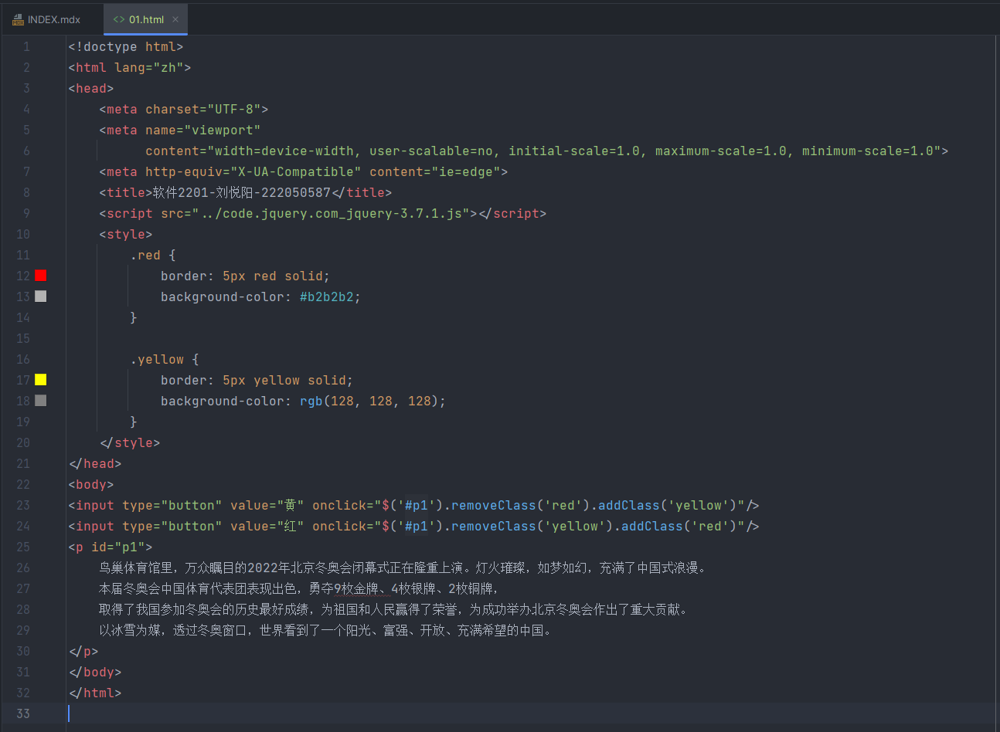 INDEX.mdx
<> 01.html ×
1 <!doctype html>
2 <html lang="zh">
3 <head>
4     <meta charset="UTF-8">
5     <meta name="viewport"
6           content="width=device-width, user-scalable=no, initial-scale=1.0, maximum-scale=1.0, minimum-scale=1.0">
7     <meta http-equiv="X-UA-Compatible" content="ie=edge">
8     <title>软件2201-刘悦阳-222050587</title>
9     <script src="../code.jquery.com_jquery-3.7.1.js"></script>
10     <style>
11         .red {
12             border: 5px red solid;
13             background-color: #b2b2b2;
14         }
15
16         .yellow {
17             border: 5px yellow solid;
18             background-color: rgb(128, 128, 128);
19         }
20     </style>
21 </head>
22 <body>
23 <input type="button" value="黄" onclick="$('#p1').removeClass('red').addClass('yellow')"/>
24 <input type="button" value="红" onclick="$('#p1').removeClass('yellow').addClass('red')"/>
25 <p id="p1">
26     鸟巢体育馆里，万众瞩目的2022年北京冬奥会闭幕式正在隆重上演。灯火璀璨，如梦如幻，充满了中国式浪漫。
27     本届冬奥会中国体育代表团表现出色，勇夺9枚金牌、4枚银牌、2枚铜牌，
28     取得了我国参加冬奥会的历史最好成绩，为祖国和人民赢得了荣誉，为成功举办北京冬奥会作出了重大贡献。
29     以冰雪为媒，透过冬奥窗口，世界看到了一个阳光、富强、开放、充满希望的中国。
30 </p>
31 </body>
32 </html>
33